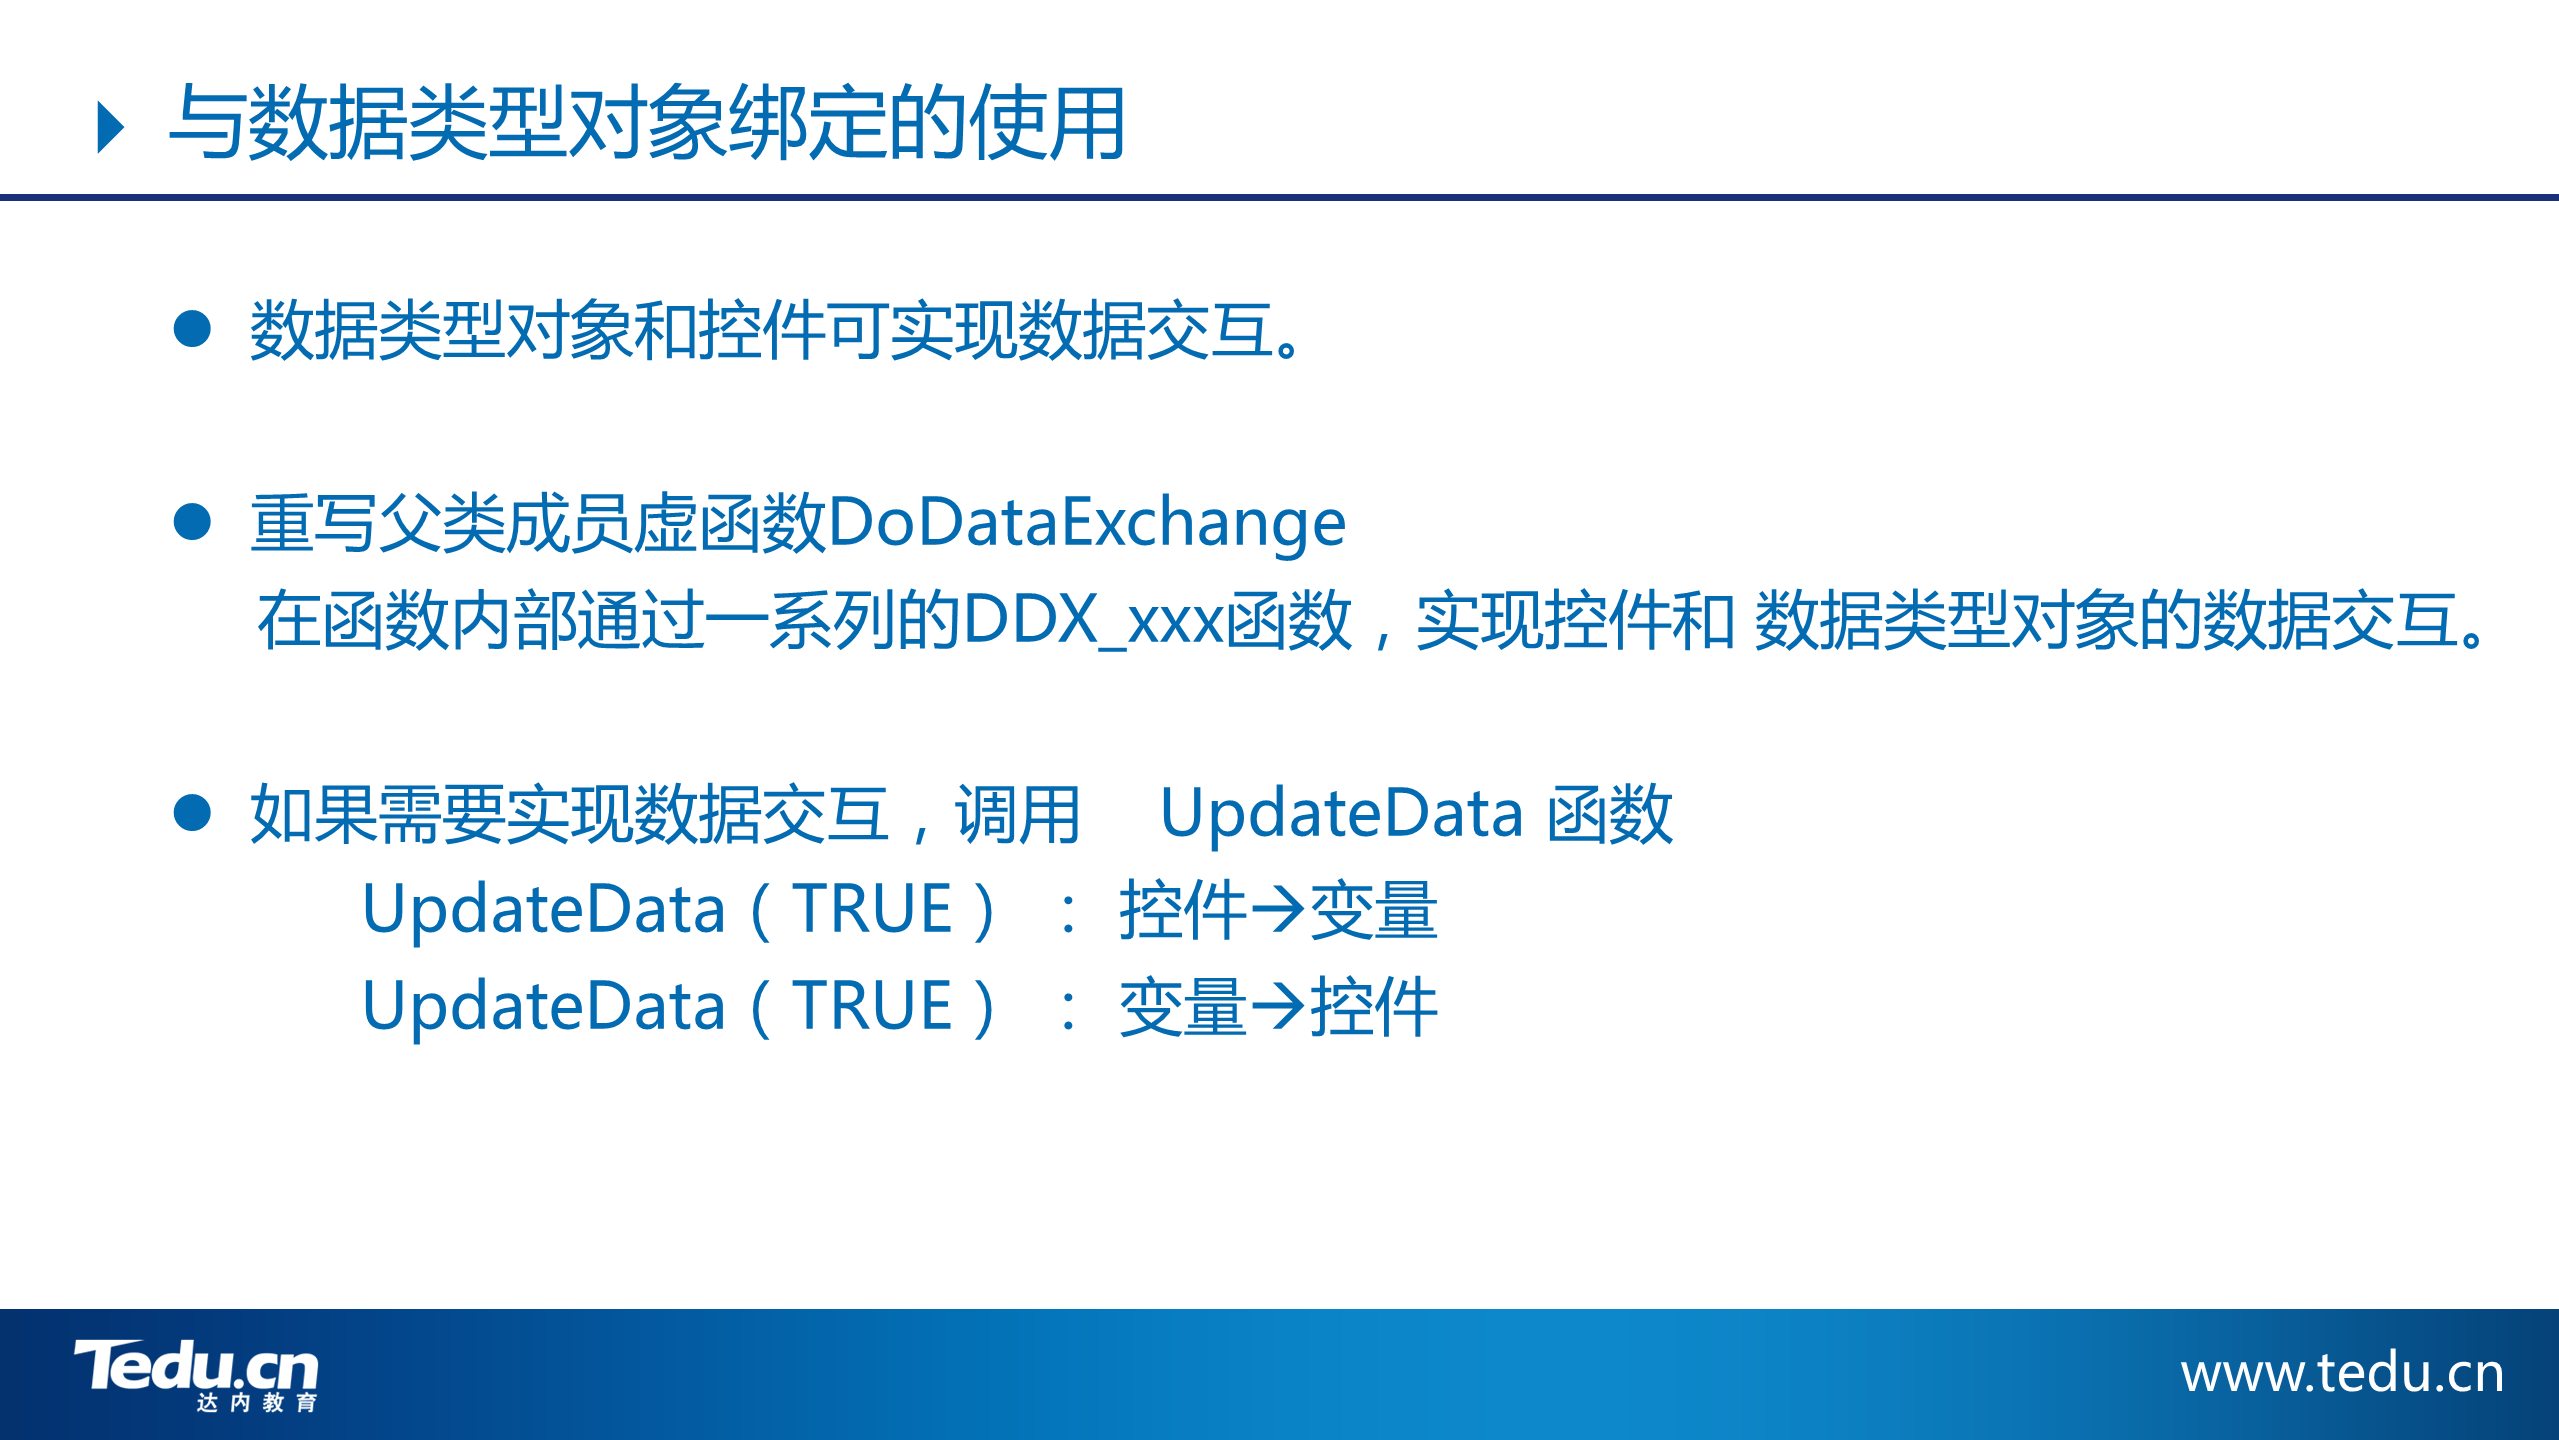 与数据类型对象绑定的使用
数据类型对象和控件可实现数据交互。
重写父类成员虚函数DoDataExchange
在函数内部通过一系列的DDX_xxx函数，实现控件和 数据类型对象的数据交互。
如果需要实现数据交互，调用 UpdateData 函数
UpdateData（TRUE） ： 控件→变量
UpdateData（TRUE） ： 变量→控件
Tedu.cn
达内教育
www.tedu.cn